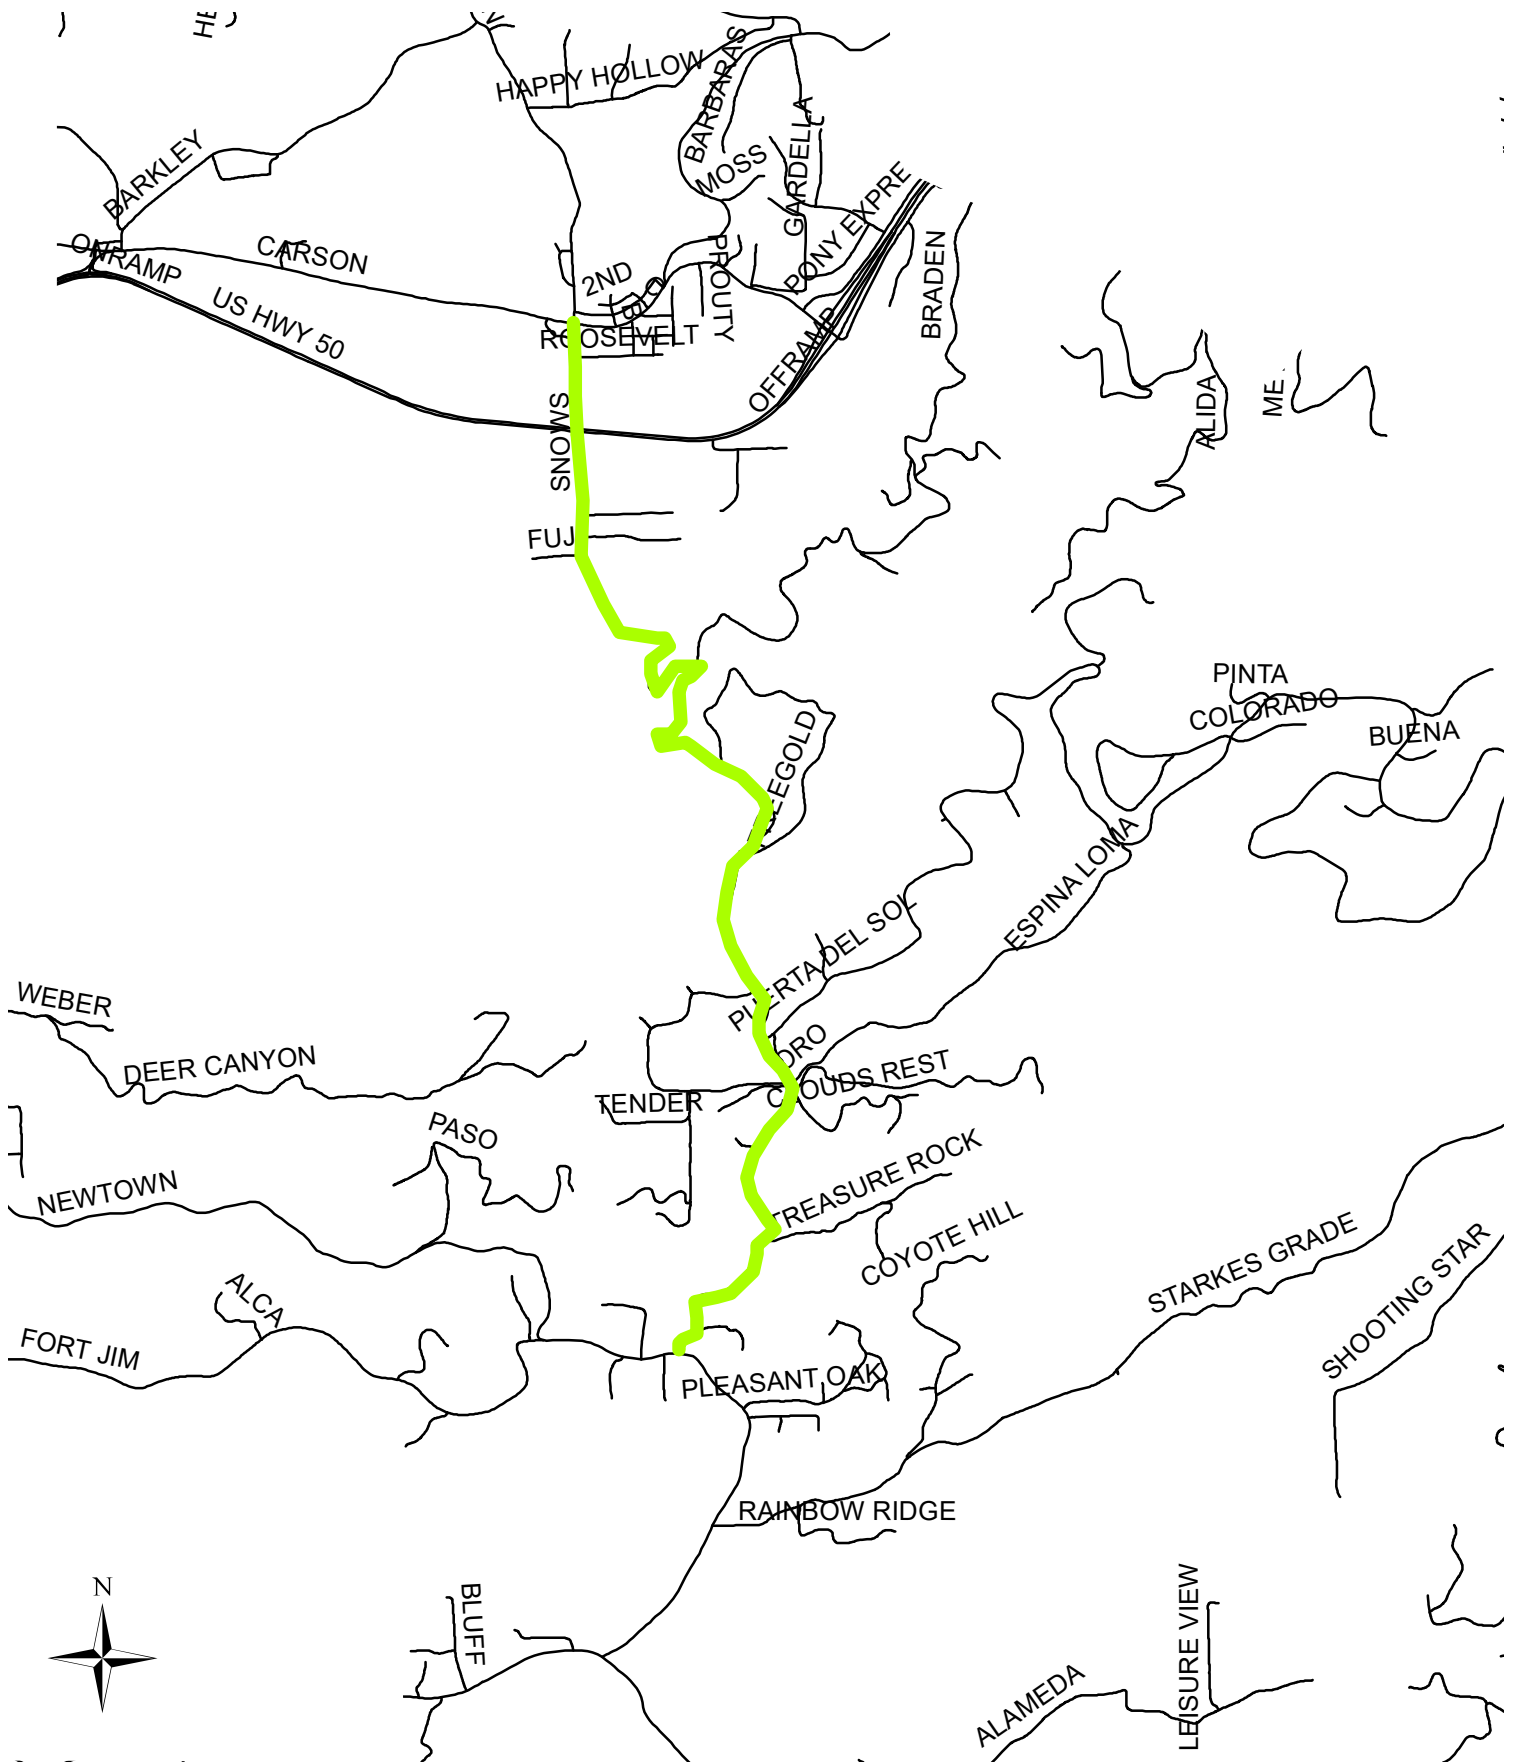 HAPPY HOLLOW
BARBARAS
GARDELLA
MOSS
BARKLEY
PONY EXPRE
ONRAMP
CARSON
2ND
PROUTY
BRADEN
B
US HWY 50
ROOSEVELT
OFFRAMP
SNOWS
ALIDA
ME
FUJ
PINTA
COLORADO
BUENA
EEGOLD
ESPINA LOMA
PUERTA DEL SOL
WEBER
DEER CANYON
ORO
CLOUDS REST
TENDER
PASO
TREASURE ROCK
NEWTOWN
COYOTE HILL
STARKES GRADE
SHOOTING STAR
ALCA
FORT JIM
PLEASANT OAK
RAINBOW RIDGE
N
BLUFF
LEISURE VIEW
ALAMEDA